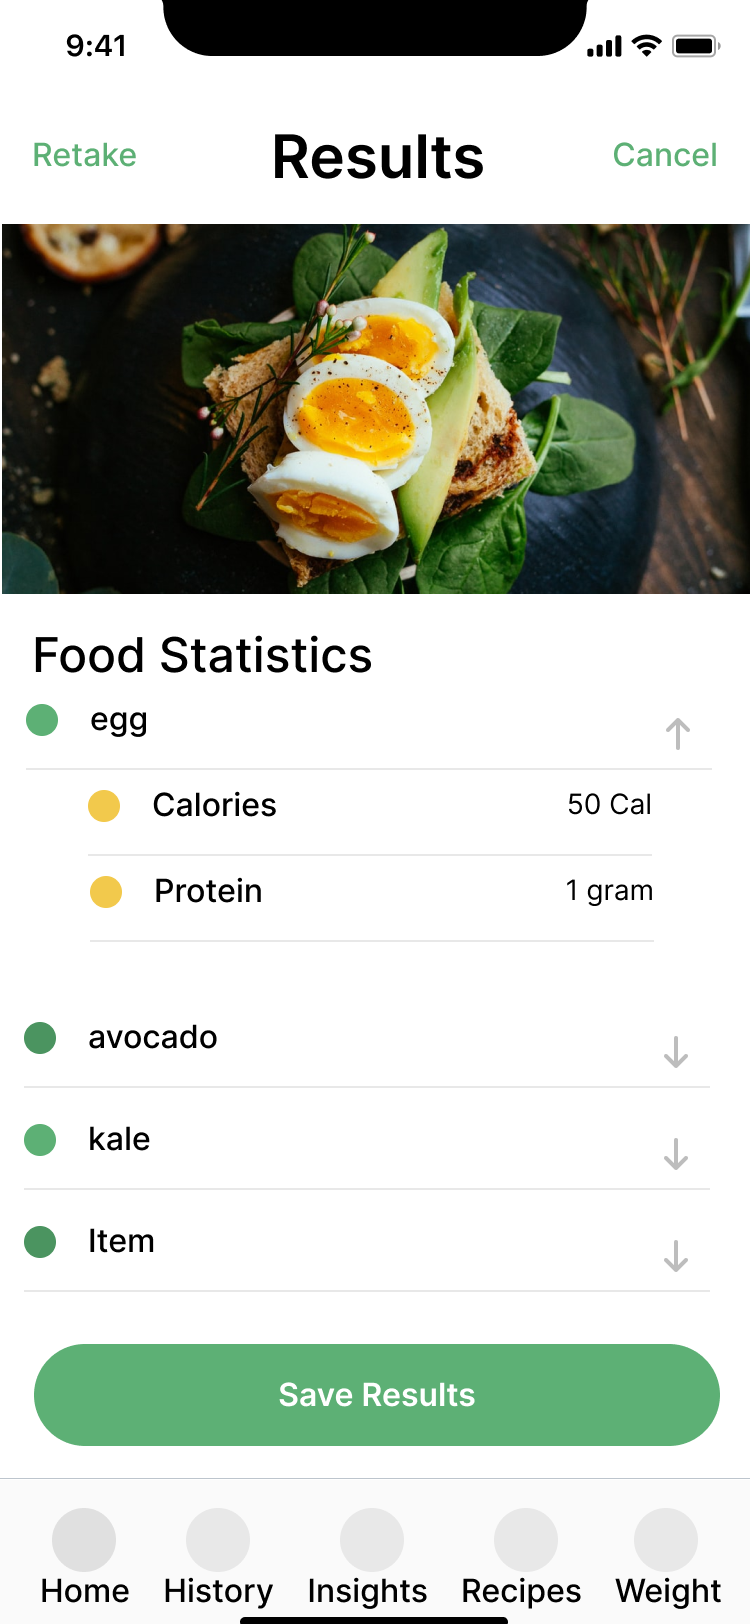 9:41
Retake
Results
Cancel
Food Statistics
egg
Calories
50 Cal
Protein
1 gram
avocado
kale
Item
Save Results
Home
History
Insights
Recipes
Weight